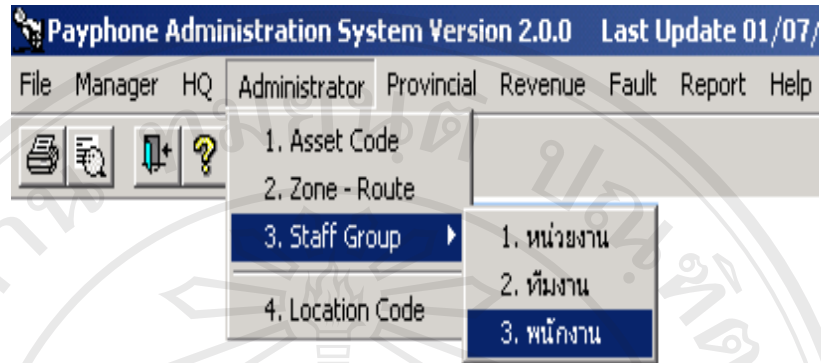 Payphone Administration System Version 2.0.0 Last Update 01/07/
File Manager HQ Administrator Provincial Revenue Fault Report Help
1. Asset Code
2. Zone - Route
3. Staff Group
4. Location Code
1. หน่วยงาน
2. ทีมงาน
3. พนักงาน